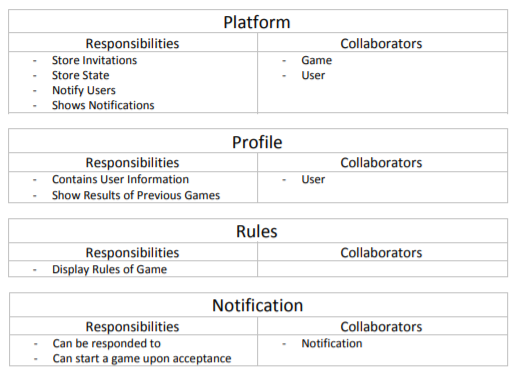 Platform
Responsibilities Collaborators
- Store Invitations - Game
- Store State - User
- Notify Users
- Shows Notifications
Profile
Responsibilities Collaborators
- Contains User Information - User
- Show Results of Previous Games
Rules
Responsibilities Collaborators
- Display Rules of Game
Notification
Responsibilities Collaborators
- Can be responded to - Notification
- Can start a game upon acceptance